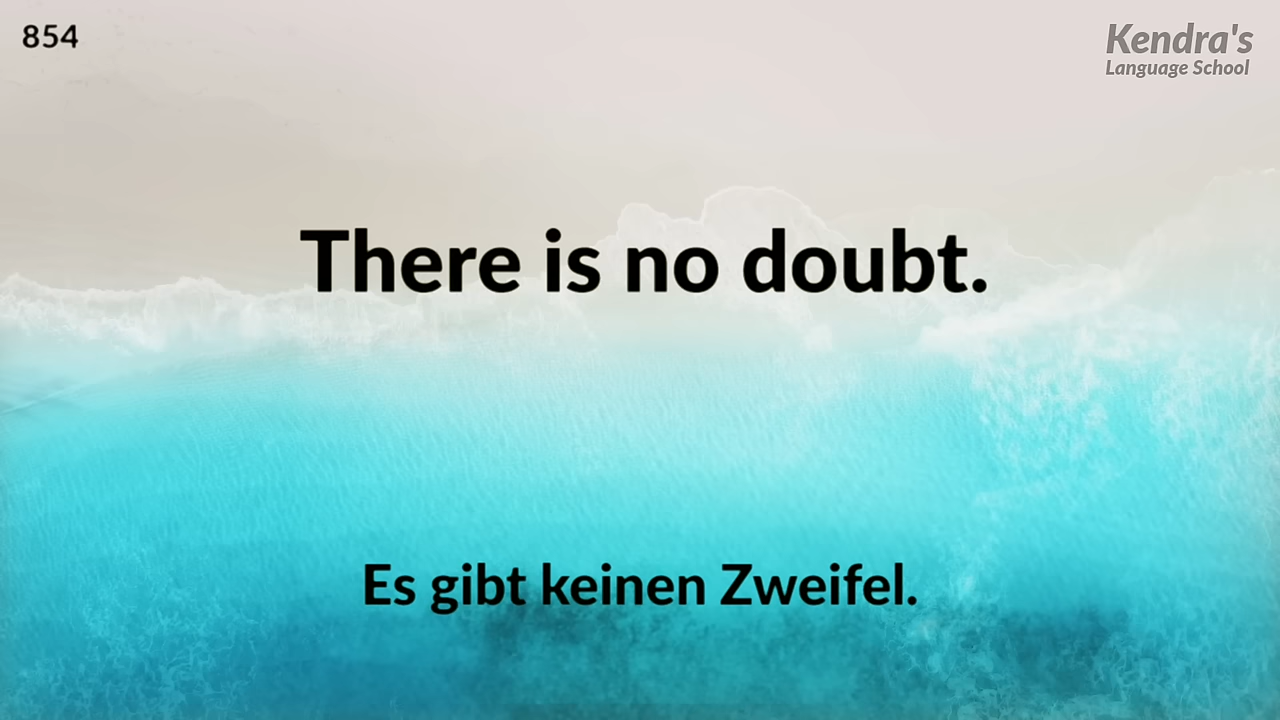 854
Kendra's
Language School
There is no doubt.
Es gibt keinen Zweifel.